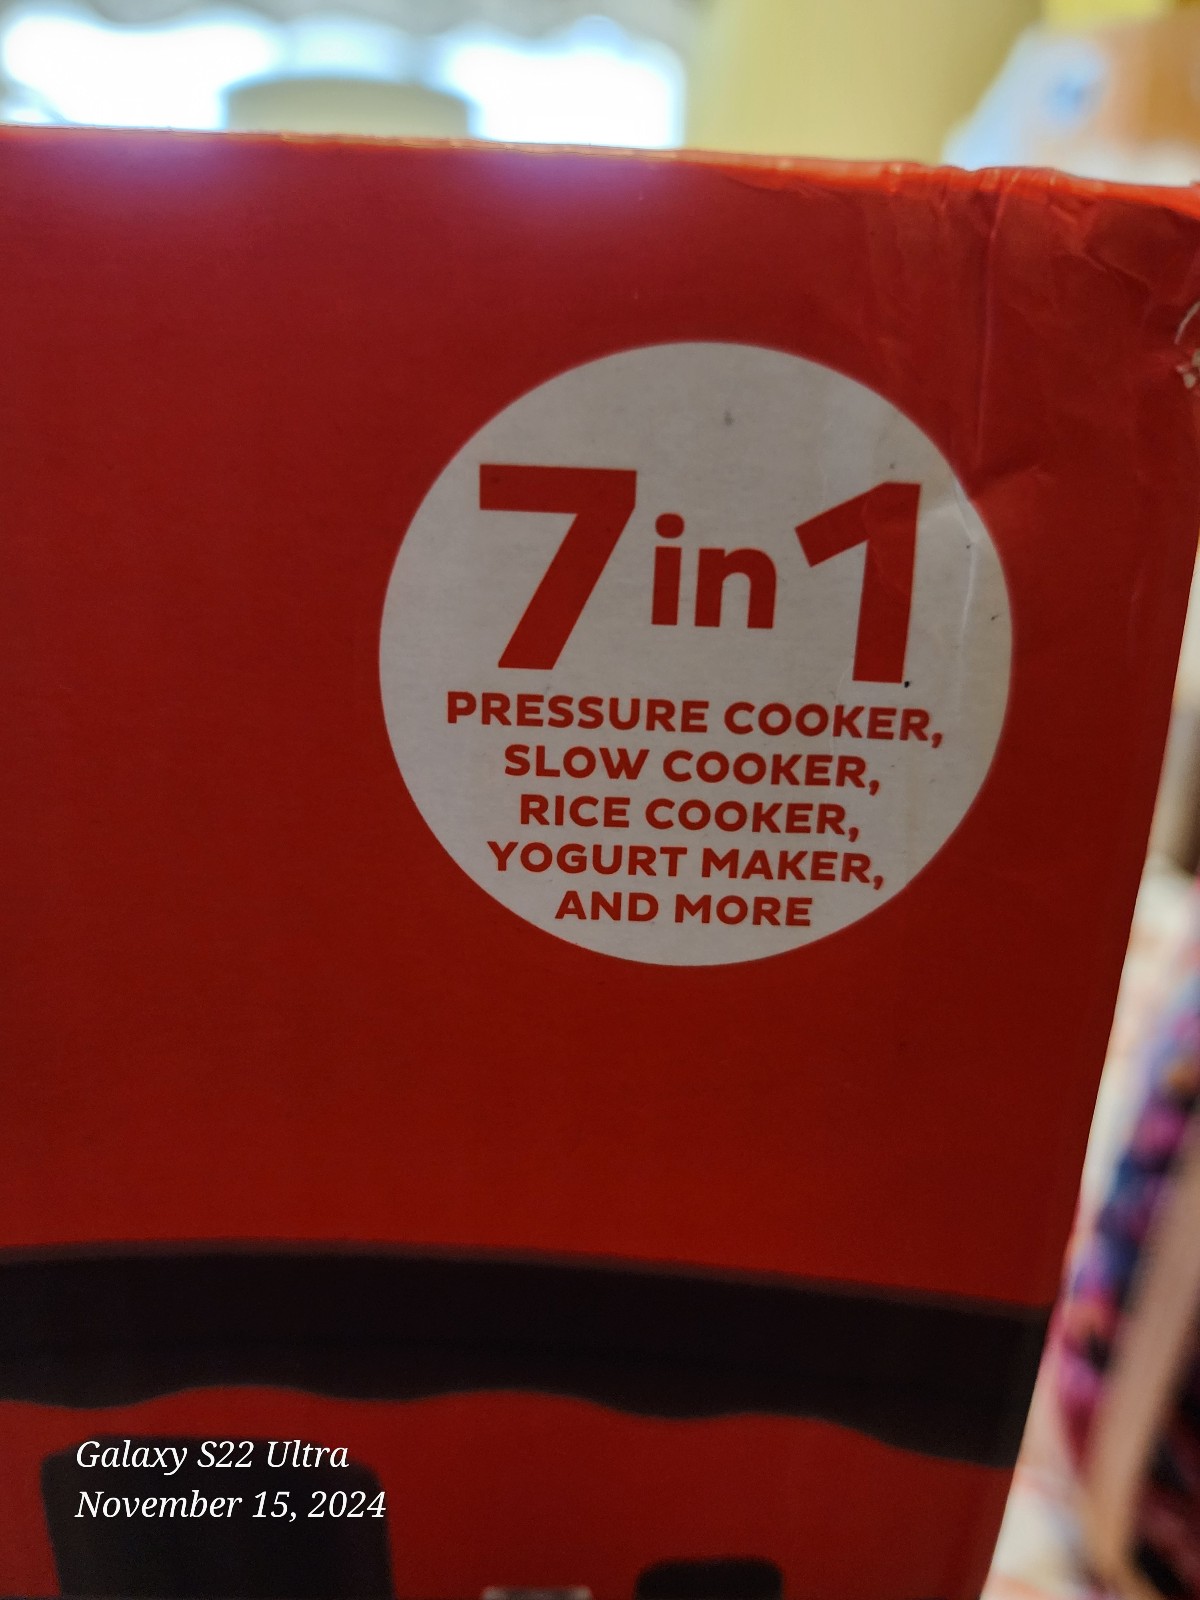 7 in 1
PRESSURE COOKER,
SLOW COOKER,
RICE COOKER,
YOGURT MAKER,
AND MORE
Galaxy S22 Ultra
November 15, 2024